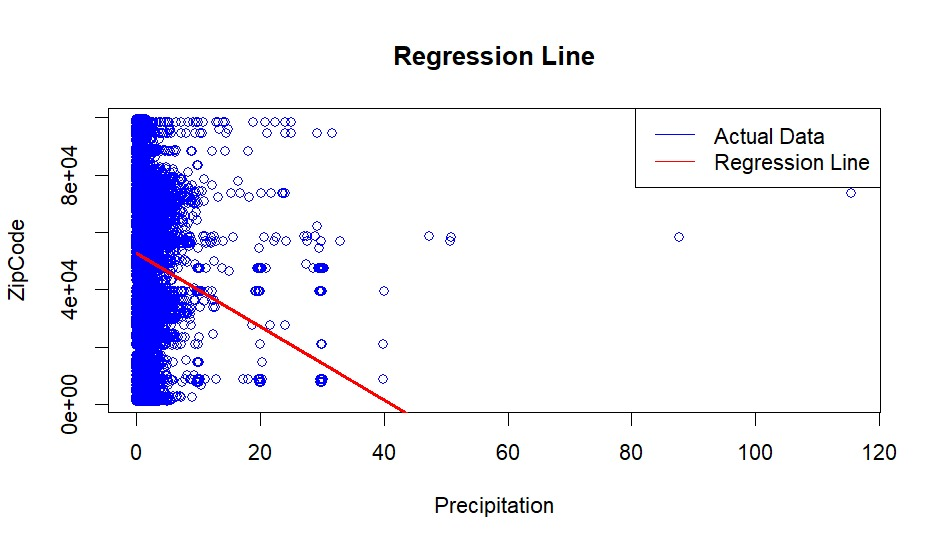 Regression Line
Actual Data
Regression Line
ZipCode
8e+04
4e+04
0e+00
0 20 40 60 80 100 120
Precipitation